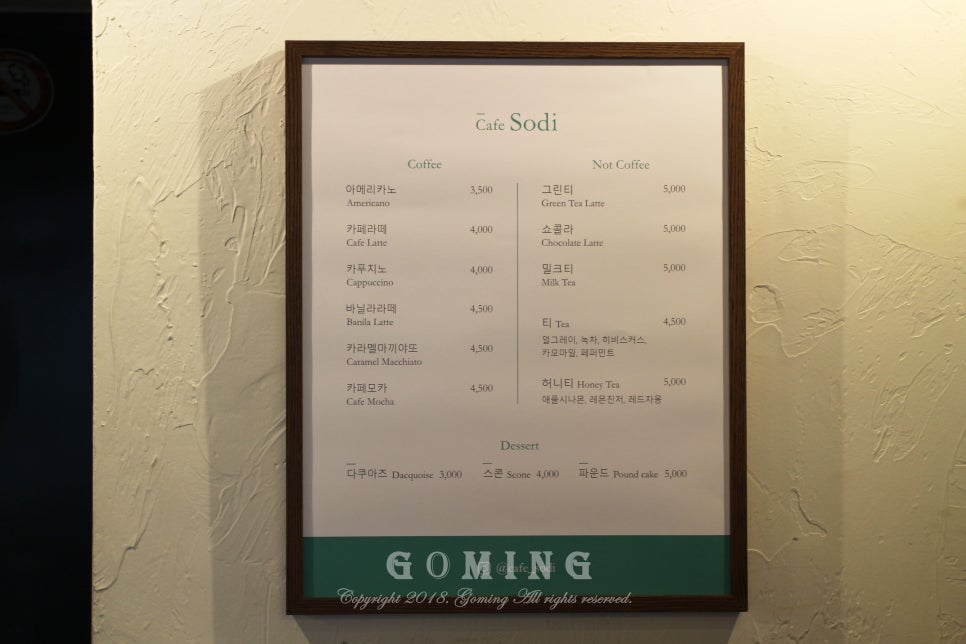 Cafe Sodi
Coffee
아메리카노 3,500
Americano
카페라떼 4,000
Cafe Latte
카푸치노 4,000
Cappuccino
바닐라라떼 4,500
Banila Latte
카라멜마끼야또 4,500
Caramel Macchiato
카페모카 4,500
Cafe Mocha
Not Coffee
그린티 5,000
Green Tea Latte
쇼콜라 5,000
Chocolate Latte
밀크티 5,000
Milk Tea
티 Tea 4,500
얼그레이, 녹차, 히비스커스,
카모마일, 페퍼민트
허니티 Honey Tea 5,000
애플시나몬, 레몬진저, 레드자몽
Dessert
다쿠아즈 Dacquoise 3,000 스콘 Scone 4,000 파운드 Pound cake 5,000
GOMING
@cafe_sodi
Copyright 2018. Goming All rights reserved.